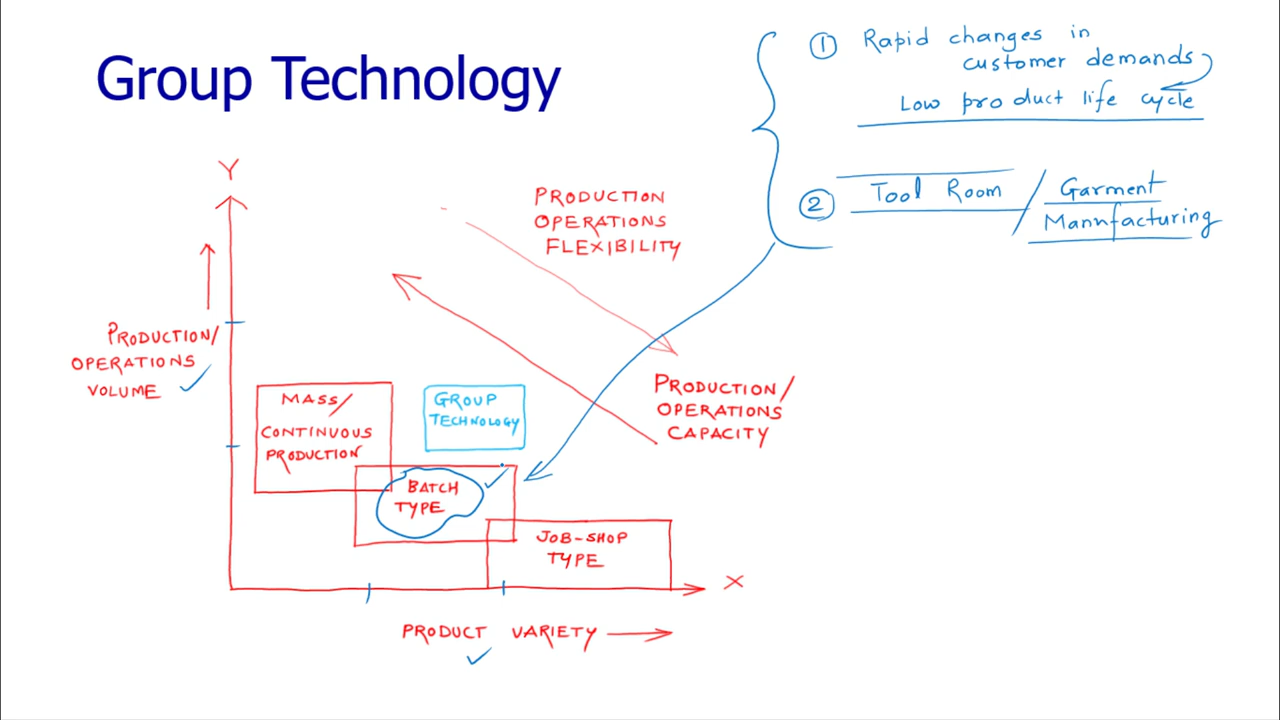 Group Technology
① Rapid changes in
customer demands
Low product life cycle
② Tool Room / Garment
Mannfacturing
Y
PRODUCTION
OPERATIONS
FLEXIBILITY
PRODUCTION/
OPERATIONS
VOLUME
MASS/
CONTINUOUS
PRODUCTION
GROUP
TECHNOLOGY
PRODUCTION/
OPERATIONS
CAPACITY
BATCH
TYPE
JOB-SHOP
TYPE
X
PRODUCT VARIETY